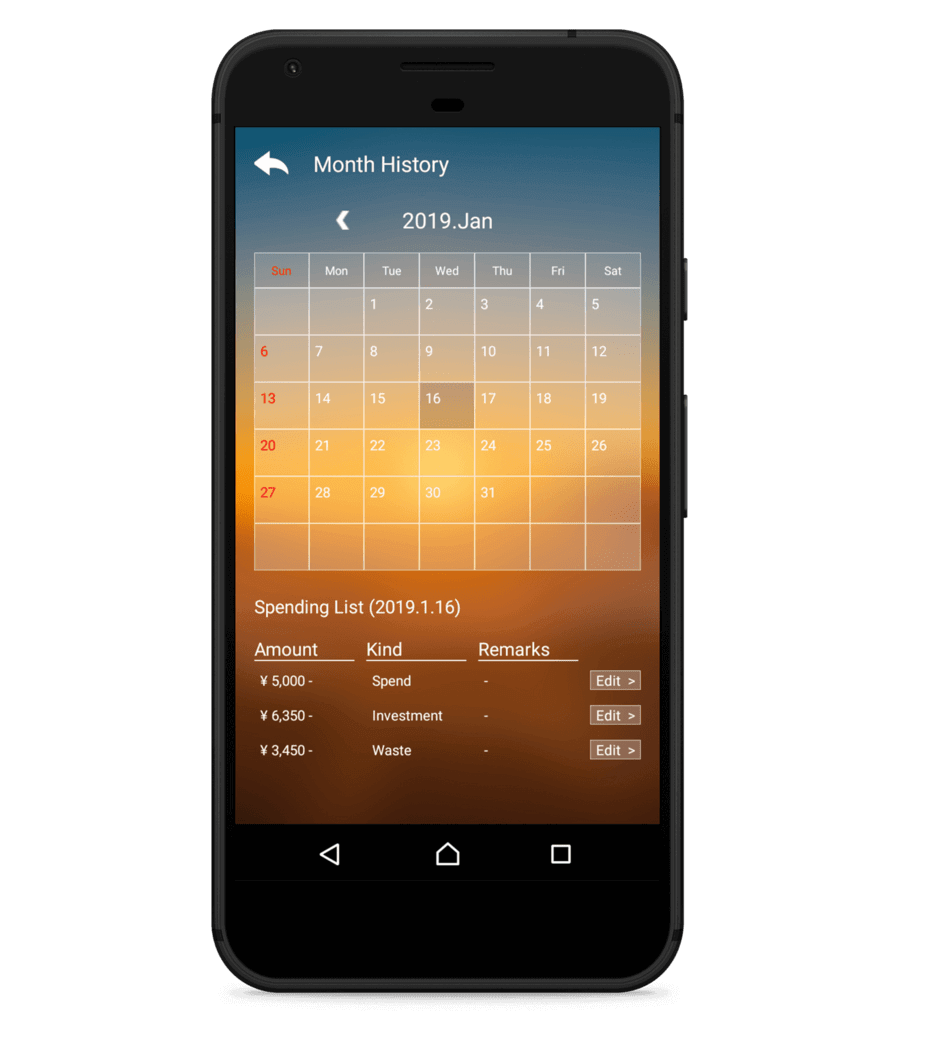 Month History
2019.Jan
Sun Mon Tue Wed Thu Fri Sat
1 2 3 4 5
6 7 8 9 10 11 12
13 14 15 16 17 18 19
20 21 22 23 24 25 26
27 28 29 30 31
Spending List (2019.1.16)
Amount Kind Remarks
¥ 5,000 - Spend - Edit >
¥ 6,350 - Investment - Edit >
¥ 3,450 - Waste - Edit >